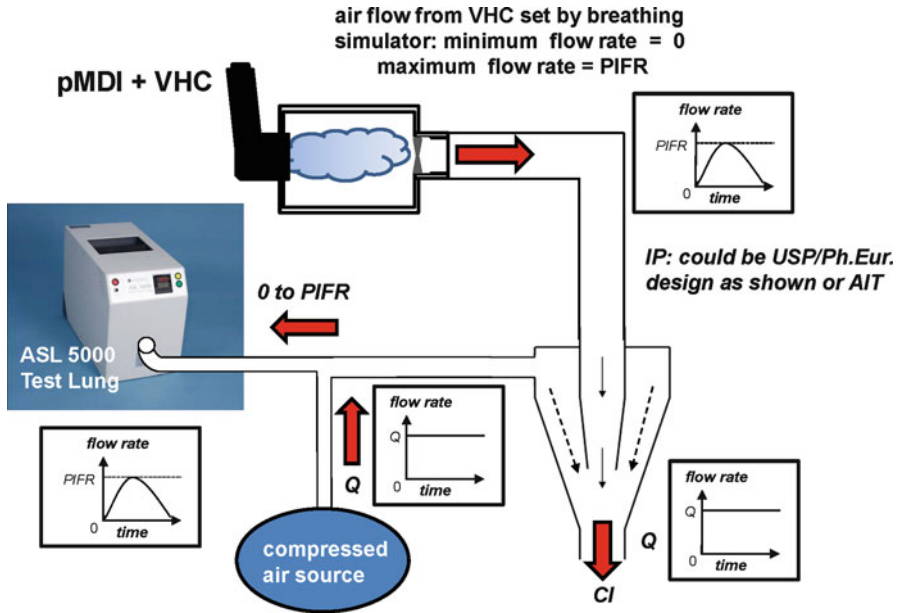 air flow from VHC set by breathing
simulator: minimum flow rate = 0
maximum flow rate = PIFR
pMDI + VHC
flow rate
PIFR
0
time
IP: could be USP/Ph.Eur.
design as shown or AIT
0 to PIFR
ASL 5000
Test Lung
flow rate
Q
0
time
Q
flow rate
PIFR
0
time
flow rate
Q
0
time
Q
compressed
air source
CI